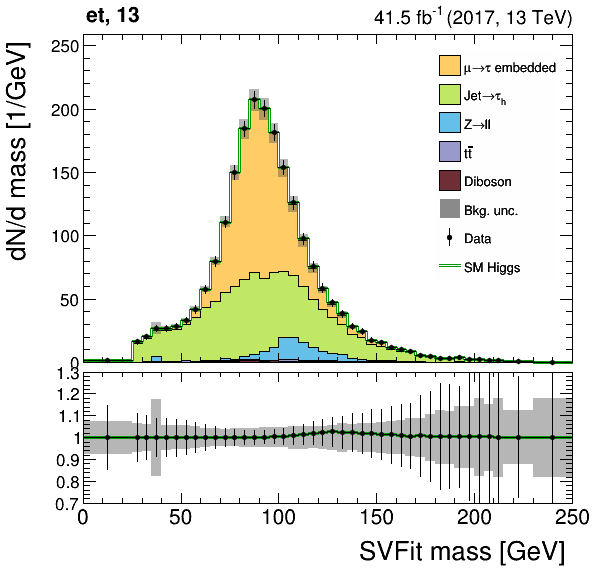 et, 13
41.5 fb⁻¹ (2017, 13 TeV)
dN/d mass [1/GeV]
250
200
150
100
50
0
μ→τ embedded
Jet→τh
Z→ll
tt̄
Diboson
Bkg. unc.
Data
SM Higgs
1.3
1.2
1.1
1
0.9
0.8
0.7
0 50 100 150 200 250
SVFit mass [GeV]